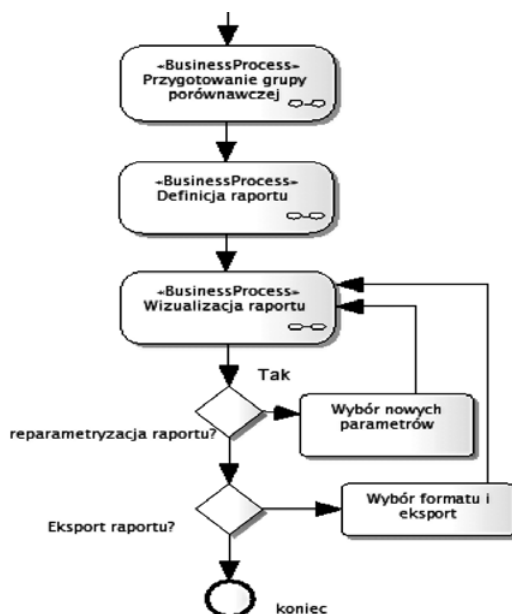 «BusinessProcess»
Przygotowanie grupy
porównawczej
«BusinessProcess»
Definicja raportu
«BusinessProcess»
Wizualizacja raportu
Tak
Wybór nowych
parametrów
reparametryzacja raportu?
Wybór formatu i
eksport
Eksport raportu?
koniec